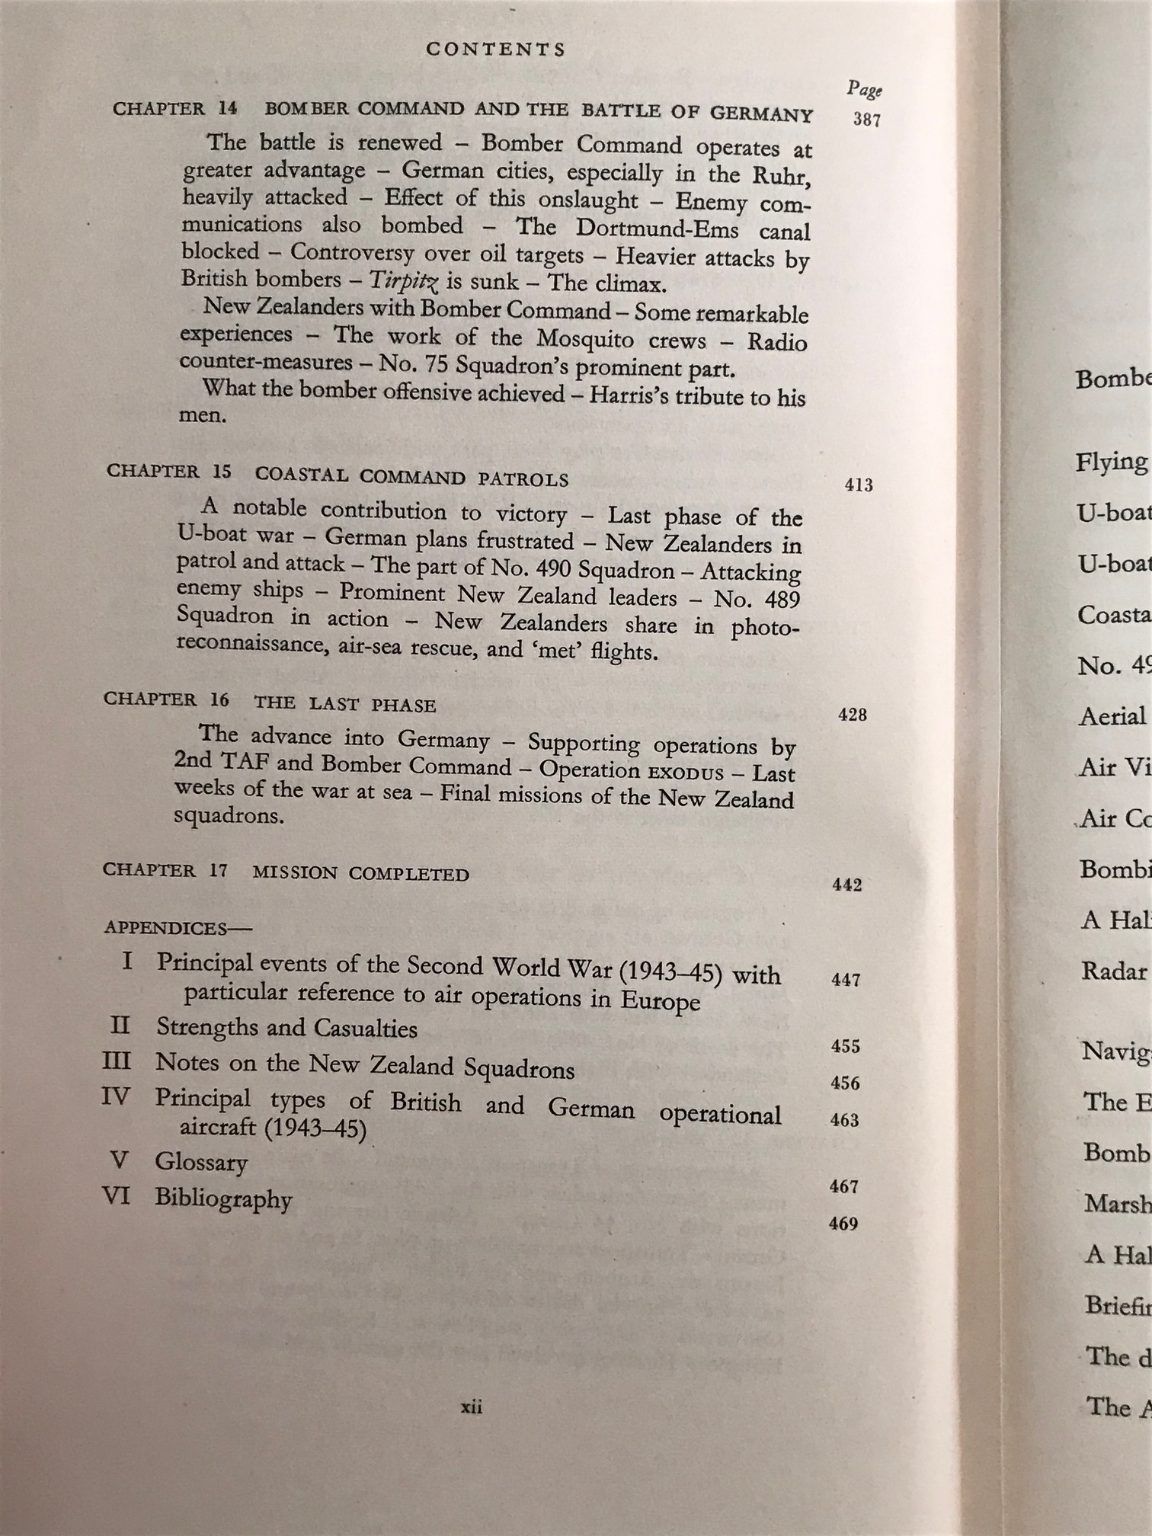 CONTENTS
Page
CHAPTER 14 BOMBER COMMAND AND THE BATTLE OF GERMANY 387
The battle is renewed – Bomber Command operates at
greater advantage – German cities, especially in the Ruhr,
heavily attacked – Effect of this onslaught – Enemy com-
munications also bombed – The Dortmund-Ems canal
blocked – Controversy over oil targets – Heavier attacks by
British bombers – Tirpitz is sunk – The climax.
New Zealanders with Bomber Command – Some remarkable
experiences – The work of the Mosquito crews – Radio
counter-measures – No. 75 Squadron's prominent part.
What the bomber offensive achieved – Harris's tribute to his
men.
CHAPTER 15 COASTAL COMMAND PATROLS 413
A notable contribution to victory – Last phase of the
U-boat war – German plans frustrated – New Zealanders in
patrol and attack – The part of No. 490 Squadron – Attacking
enemy ships – Prominent New Zealand leaders – No. 489
Squadron in action – New Zealanders share in photo-
reconnaissance, air-sea rescue, and ‘met’ flights.
CHAPTER 16 THE LAST PHASE 428
The advance into Germany – Supporting operations by
2nd TAF and Bomber Command – Operation EXODUS – Last
weeks of the war at sea – Final missions of the New Zealand
squadrons.
CHAPTER 17 MISSION COMPLETED 442
APPENDICES—
I Principal events of the Second World War (1943–45) with
particular reference to air operations in Europe 447
II Strengths and Casualties 455
III Notes on the New Zealand Squadrons 456
IV Principal types of British and German operational
aircraft (1943–45) 463
V Glossary 467
VI Bibliography 469
xii
Bombe
Flying
U-boat
U-boat
Coasta
No. 49
Aerial
Air Vi
Air Co
Bombi
A Hal
Radar
Navig
The E
Bomb
Marsh
A Hal
Briefin
The d
The A